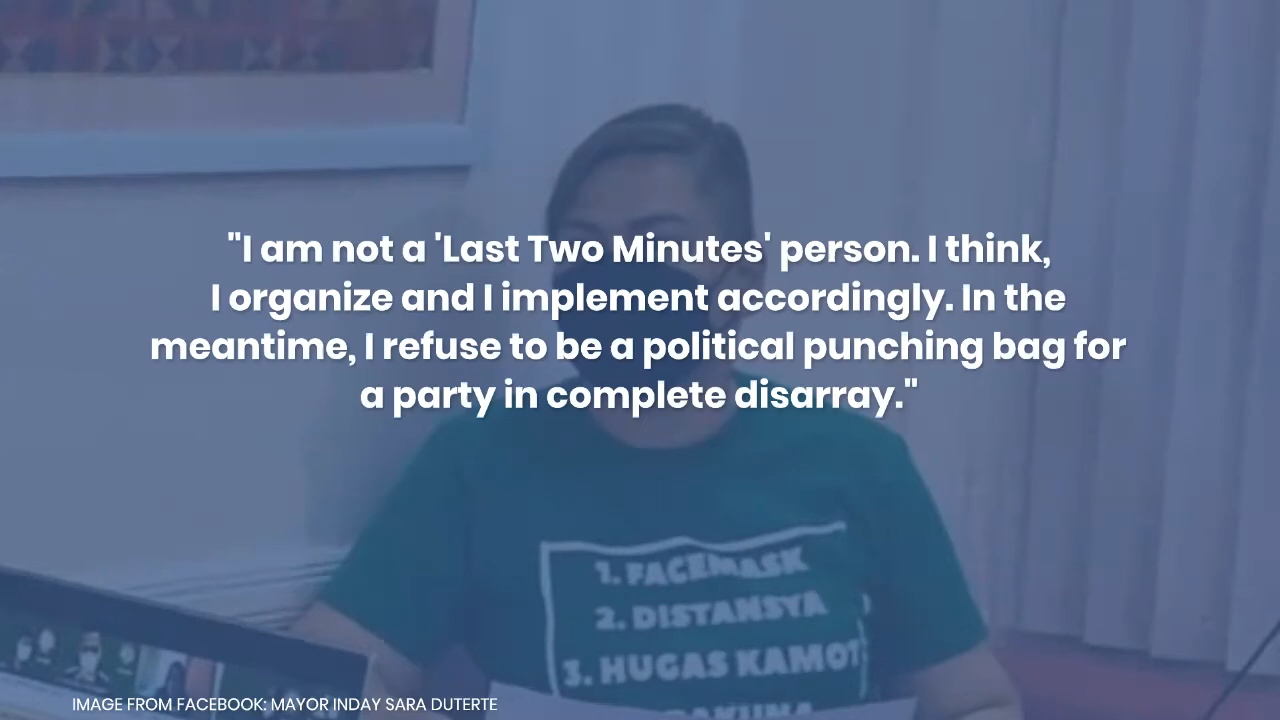 "I am not a 'Last Two Minutes' person. I think,
I organize and I implement accordingly. In the
meantime, I refuse to be a political punching bag for
a party in complete disarray."
1. FACEMASK
2. DISTANSYA
3. HUGAS KAMOT
IMAGE FROM FACEBOOK: MAYOR INDAY SARA DUTERTE